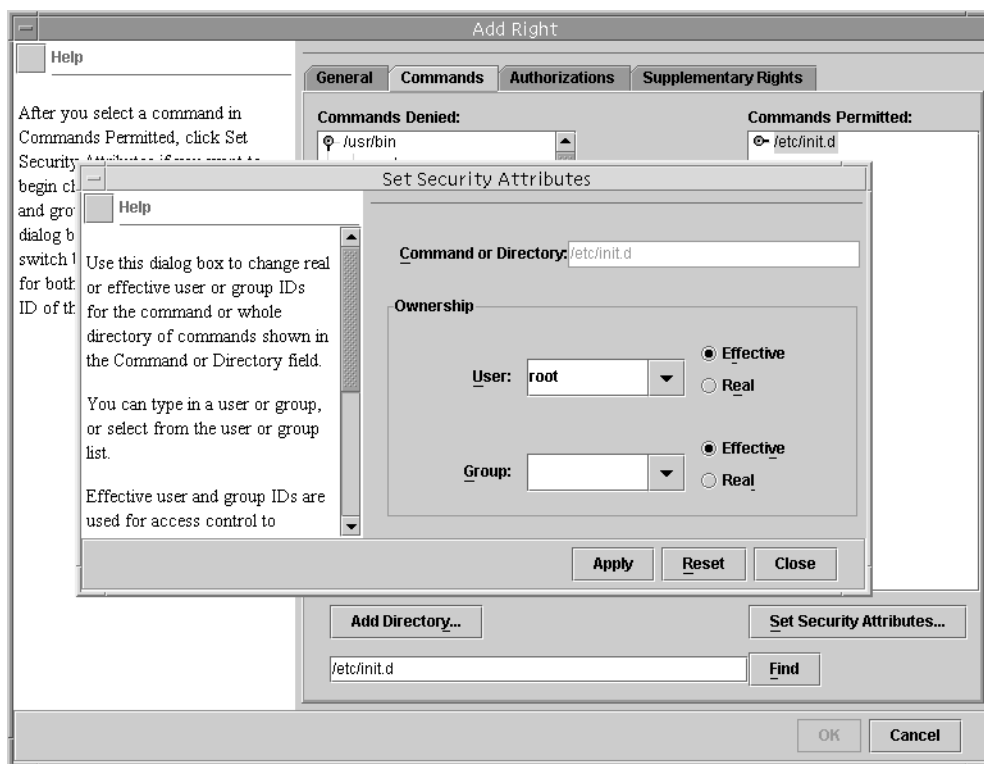 Add Right
Help
After you select a command in
Commands Permitted, click Set
Security Attributes if you want to
begin
and
dialog
switch
for both
ID of
General
Commands
Authorizations
Supplementary Rights
Commands Denied:
/usr/bin
Commands Permitted:
/etc/init.d
Set Security Attributes
Help
Use this dialog box to change real
or effective user or group IDs
for the command or whole
directory of commands shown in
the Command or Directory field.
You can type in a user or group,
or select from the user or group
list.
Effective user and group IDs are
used for access control to
Command or Directory: /etc/init.d
Ownership
User: root
Effective
Real
Group:
Effective
Real
Apply
Reset
Close
Add Directory...
Set Security Attributes...
/etc/init.d
Find
OK
Cancel